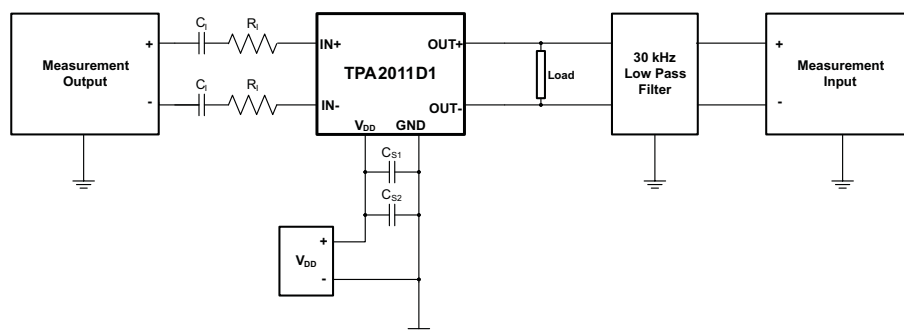 Measurement
Output
+
-
C_I
R_I
C_I
R_I
IN+
IN-
TPA2011D1
OUT+
OUT-
V_DD
GND
Load
30 kHz
Low Pass
Filter
+
-
Measurement
Input
C_S1
C_S2
V_DD
+
-